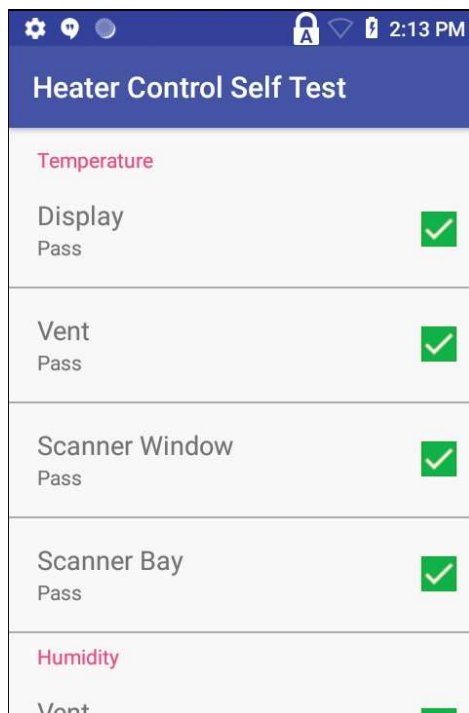 2:13 PM
Heater Control Self Test
Temperature
Display
Pass
Vent
Pass
Scanner Window
Pass
Scanner Bay
Pass
Humidity
Vent